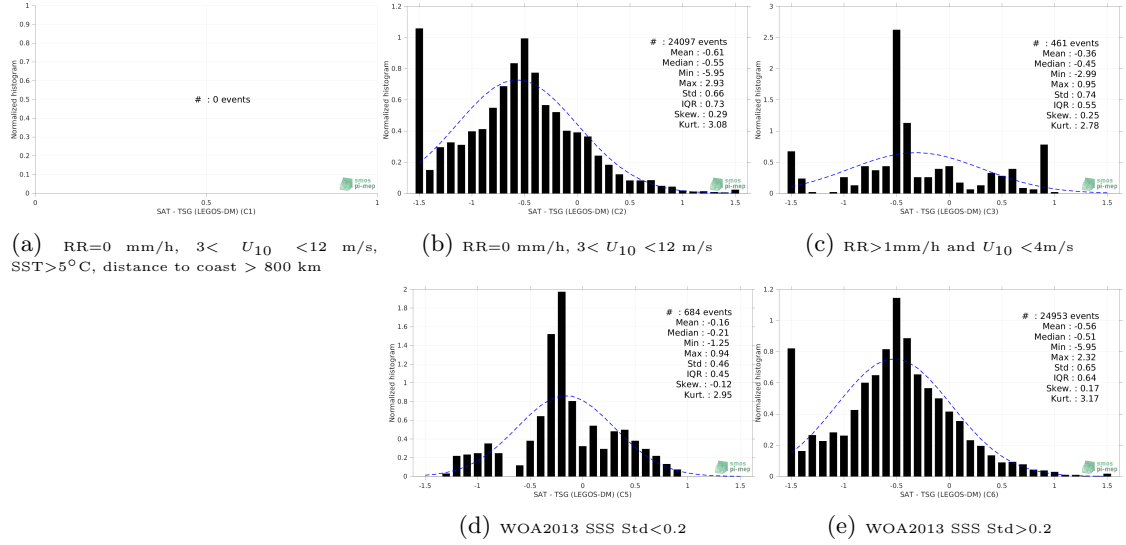 1
0.9
0.8
0.7
0.6
0.5
0.4
0.3
0.2
0.1
0
Normalized histogram
# : 0 events
0 0.5 1
SAT - TSG (LEGOS-DM) (C1)
smos
pi-mep
(a) RR=0 mm/h, 3< U10 <12 m/s,
SST>5°C, distance to coast > 800 km
1.2
1
0.8
0.6
0.4
0.2
0
Normalized histogram
# : 24097 events
Mean : -0.61
Median : -0.55
Min : -5.95
Max : 2.93
Std : 0.66
IQR : 0.73
Skew. : 0.29
Kurt. : 3.08
-1.5 -1 -0.5 0 0.5 1 1.5
SAT - TSG (LEGOS-DM) (C2)
smos
pi-mep
(b) RR=0 mm/h, 3< U10 <12 m/s
3
2.5
2
1.5
1
0.5
0
Normalized histogram
# : 461 events
Mean : -0.36
Median : -0.45
Min : -2.99
Max : 0.95
Std : 0.74
IQR : 0.55
Skew. : 0.25
Kurt. : 2.78
-1.5 -1 -0.5 0 0.5 1 1.5
SAT - TSG (LEGOS-DM) (C3)
smos
pi-mep
(c) RR>1mm/h and U10 <4m/s
2
1.8
1.6
1.4
1.2
1
0.8
0.6
0.4
0.2
0
Normalized histogram
# : 684 events
Mean : -0.16
Median : -0.21
Min : -1.25
Max : 0.94
Std : 0.46
IQR : 0.45
Skew. : -0.12
Kurt. : 2.95
-1.5 -1 -0.5 0 0.5 1 1.5
SAT - TSG (LEGOS-DM) (C5)
smos
pi-mep
(d) WOA2013 SSS Std<0.2
1.2
1
0.8
0.6
0.4
0.2
0
Normalized histogram
# : 24953 events
Mean : -0.56
Median : -0.51
Min : -5.95
Max : 2.32
Std : 0.65
IQR : 0.64
Skew. : 0.17
Kurt. : 3.17
-1.5 -1 -0.5 0 0.5 1 1.5
SAT - TSG (LEGOS-DM) (C6)
smos
pi-mep
(e) WOA2013 SSS Std>0.2